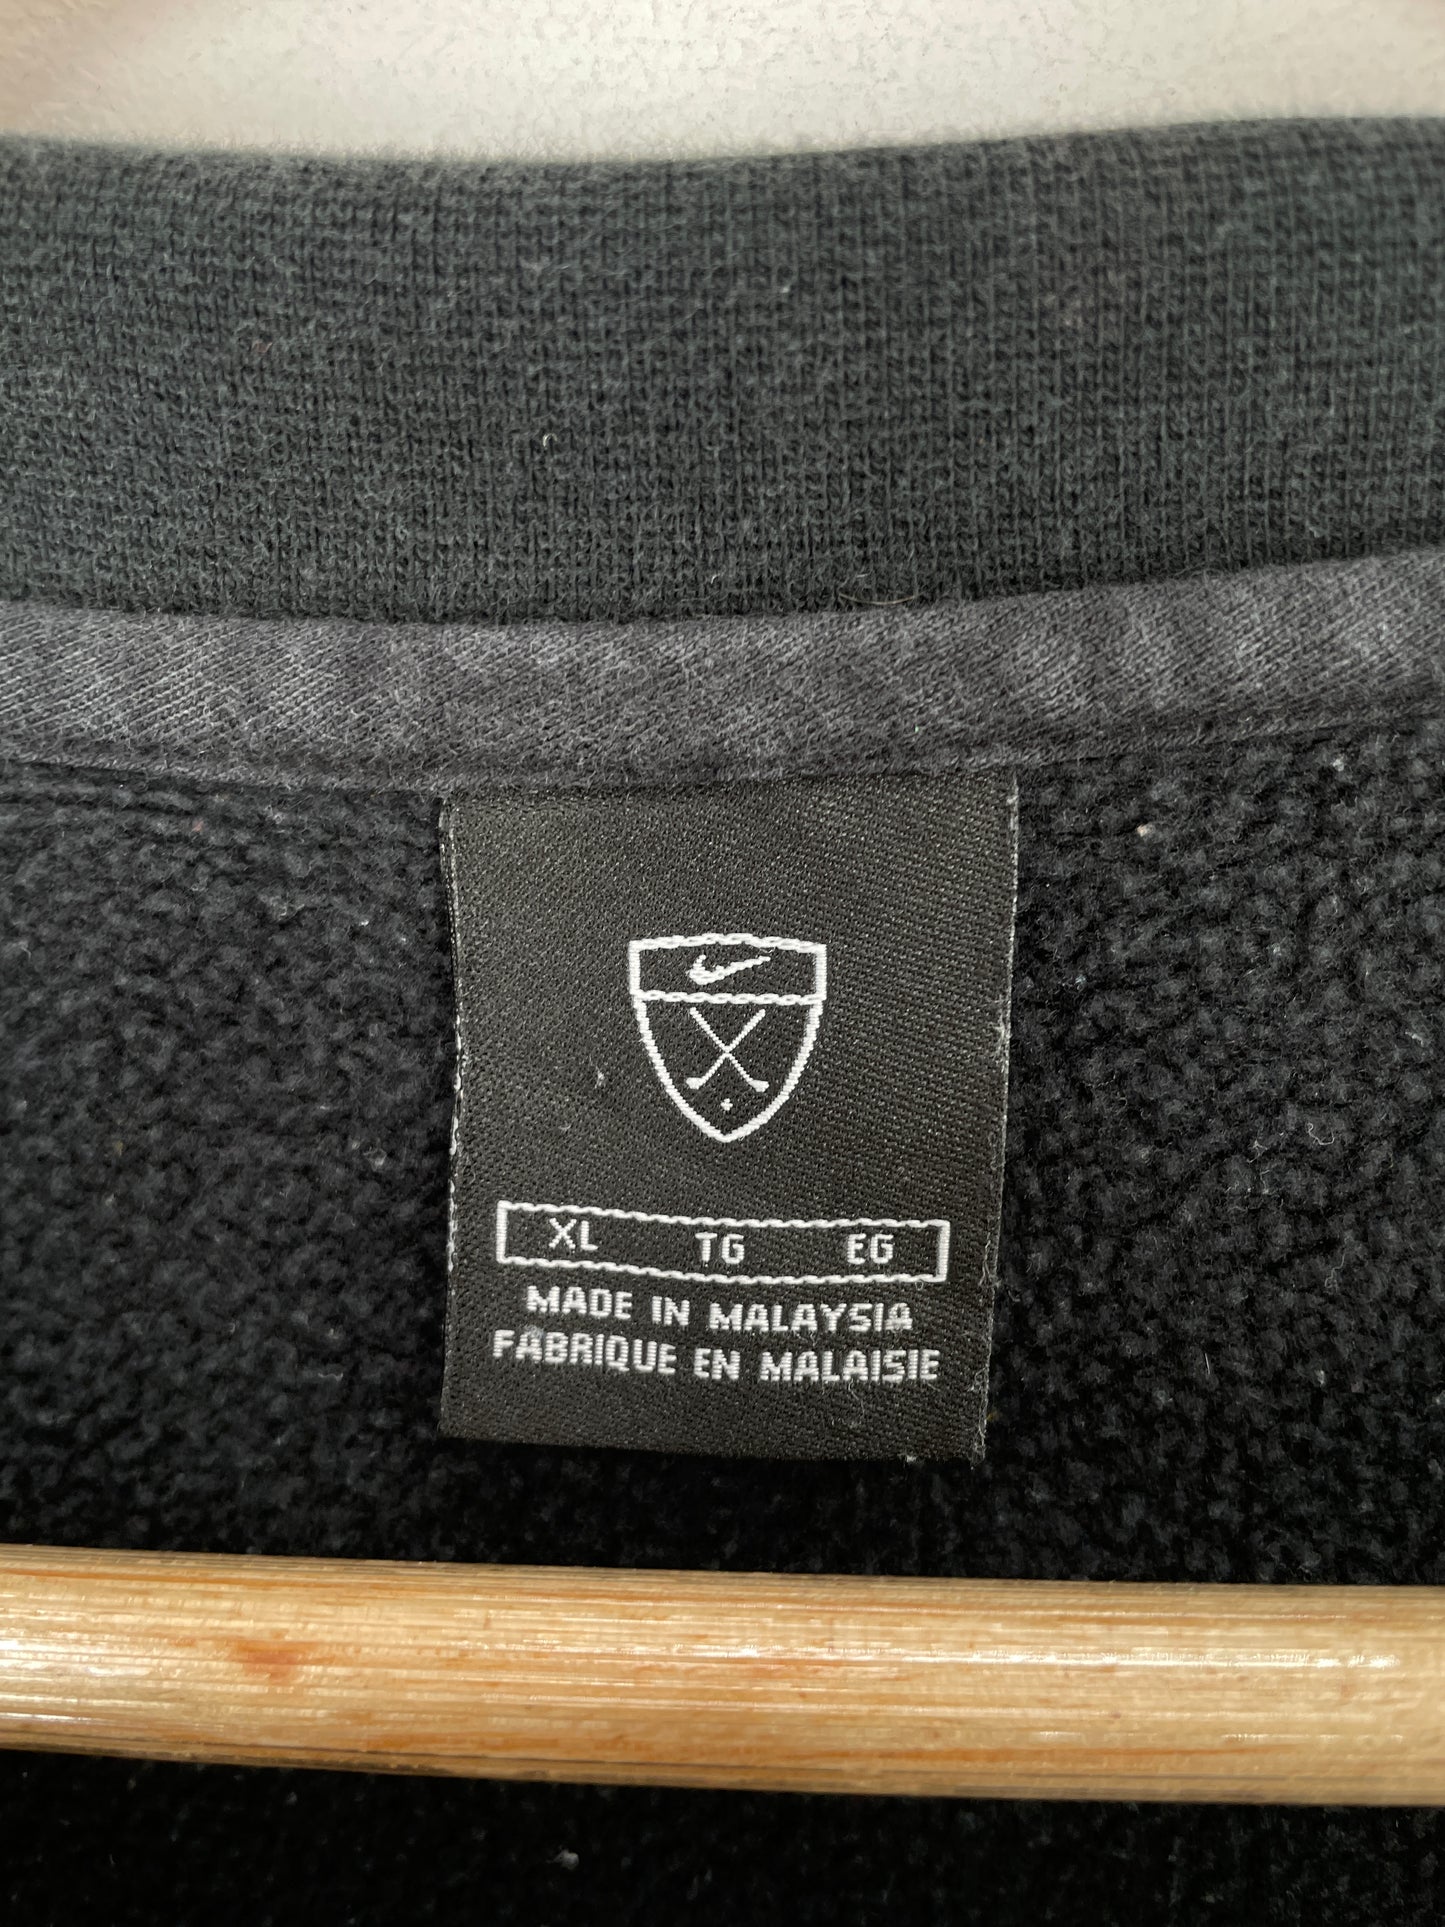 XL TG EG
MADE IN MALAYSIA
FABRIQUE EN MALAISIE